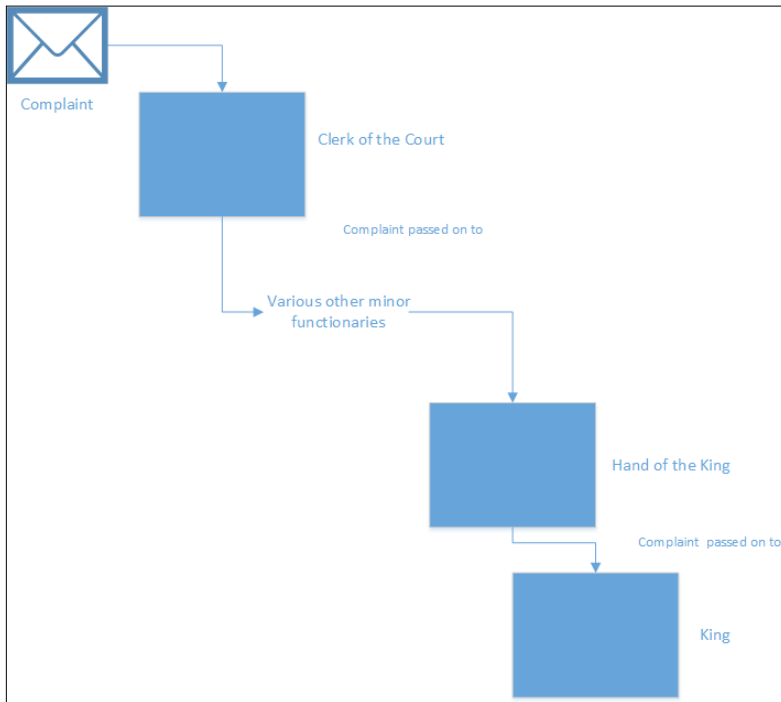 Complaint
Clerk of the Court
Complaint passed on to
Various other minor
functionaries
Hand of the King
Complaint passed on to
King